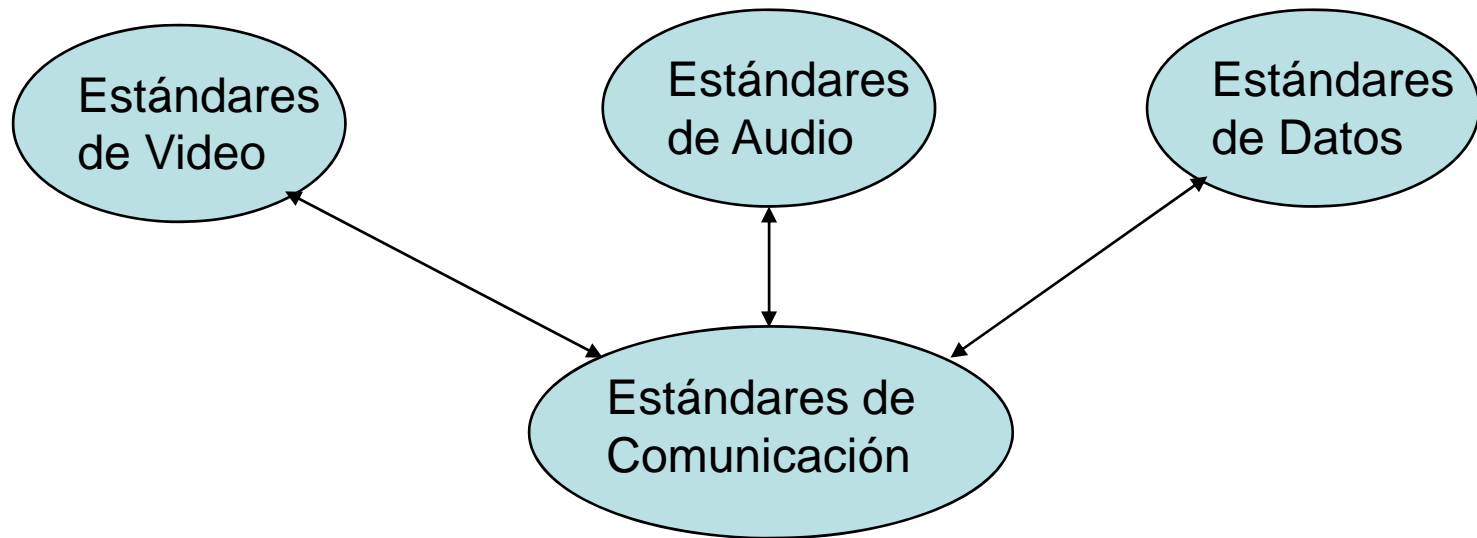 Estándares
de Video
Estándares
de Audio
Estándares
de Datos
Estándares de
Comunicación